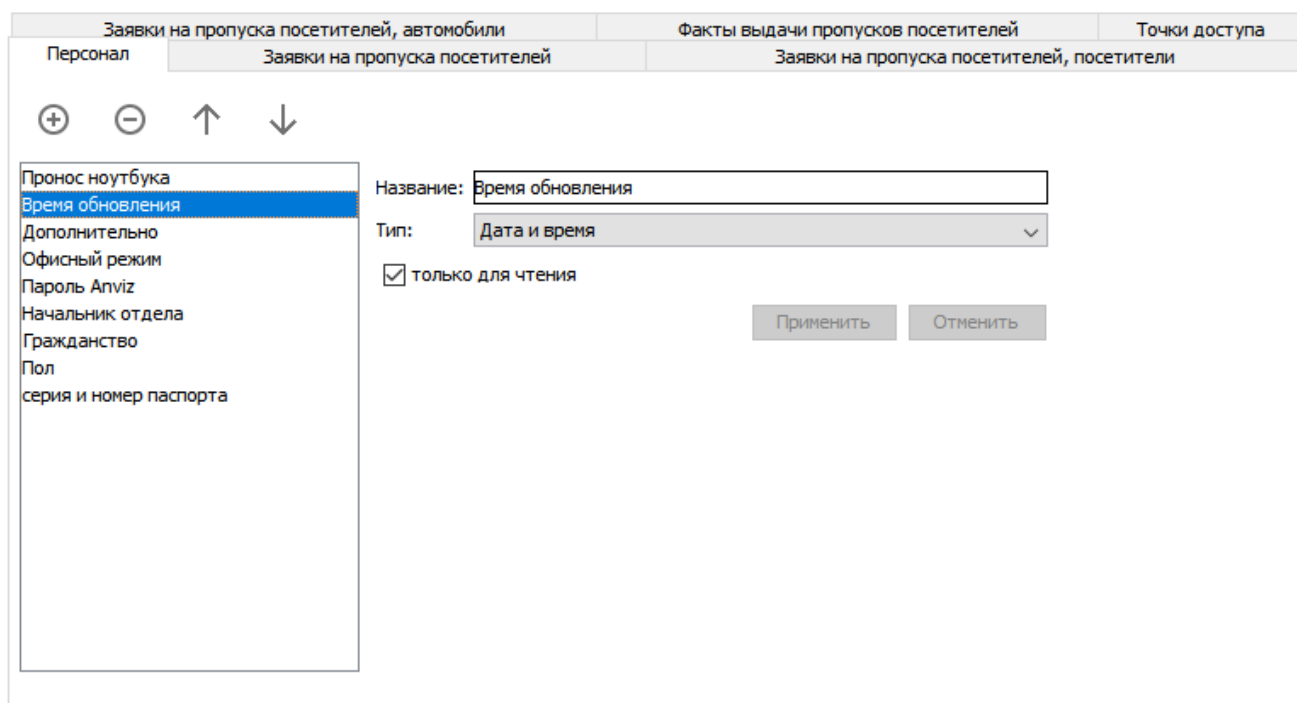 Заявки на пропуска посетителей, автомобили
Факты выдачи пропусков посетителей
Точки доступа
Персонал
Заявки на пропуска посетителей
Заявки на пропуска посетителей, посетители
Пронос ноутбука
Время обновления
Дополнительно
Офисный режим
Пароль Anviz
Начальник отдела
Гражданство
Пол
серия и номер паспорта
Название: Время обновления
Тип: Дата и время
только для чтения
Применить
Отменить